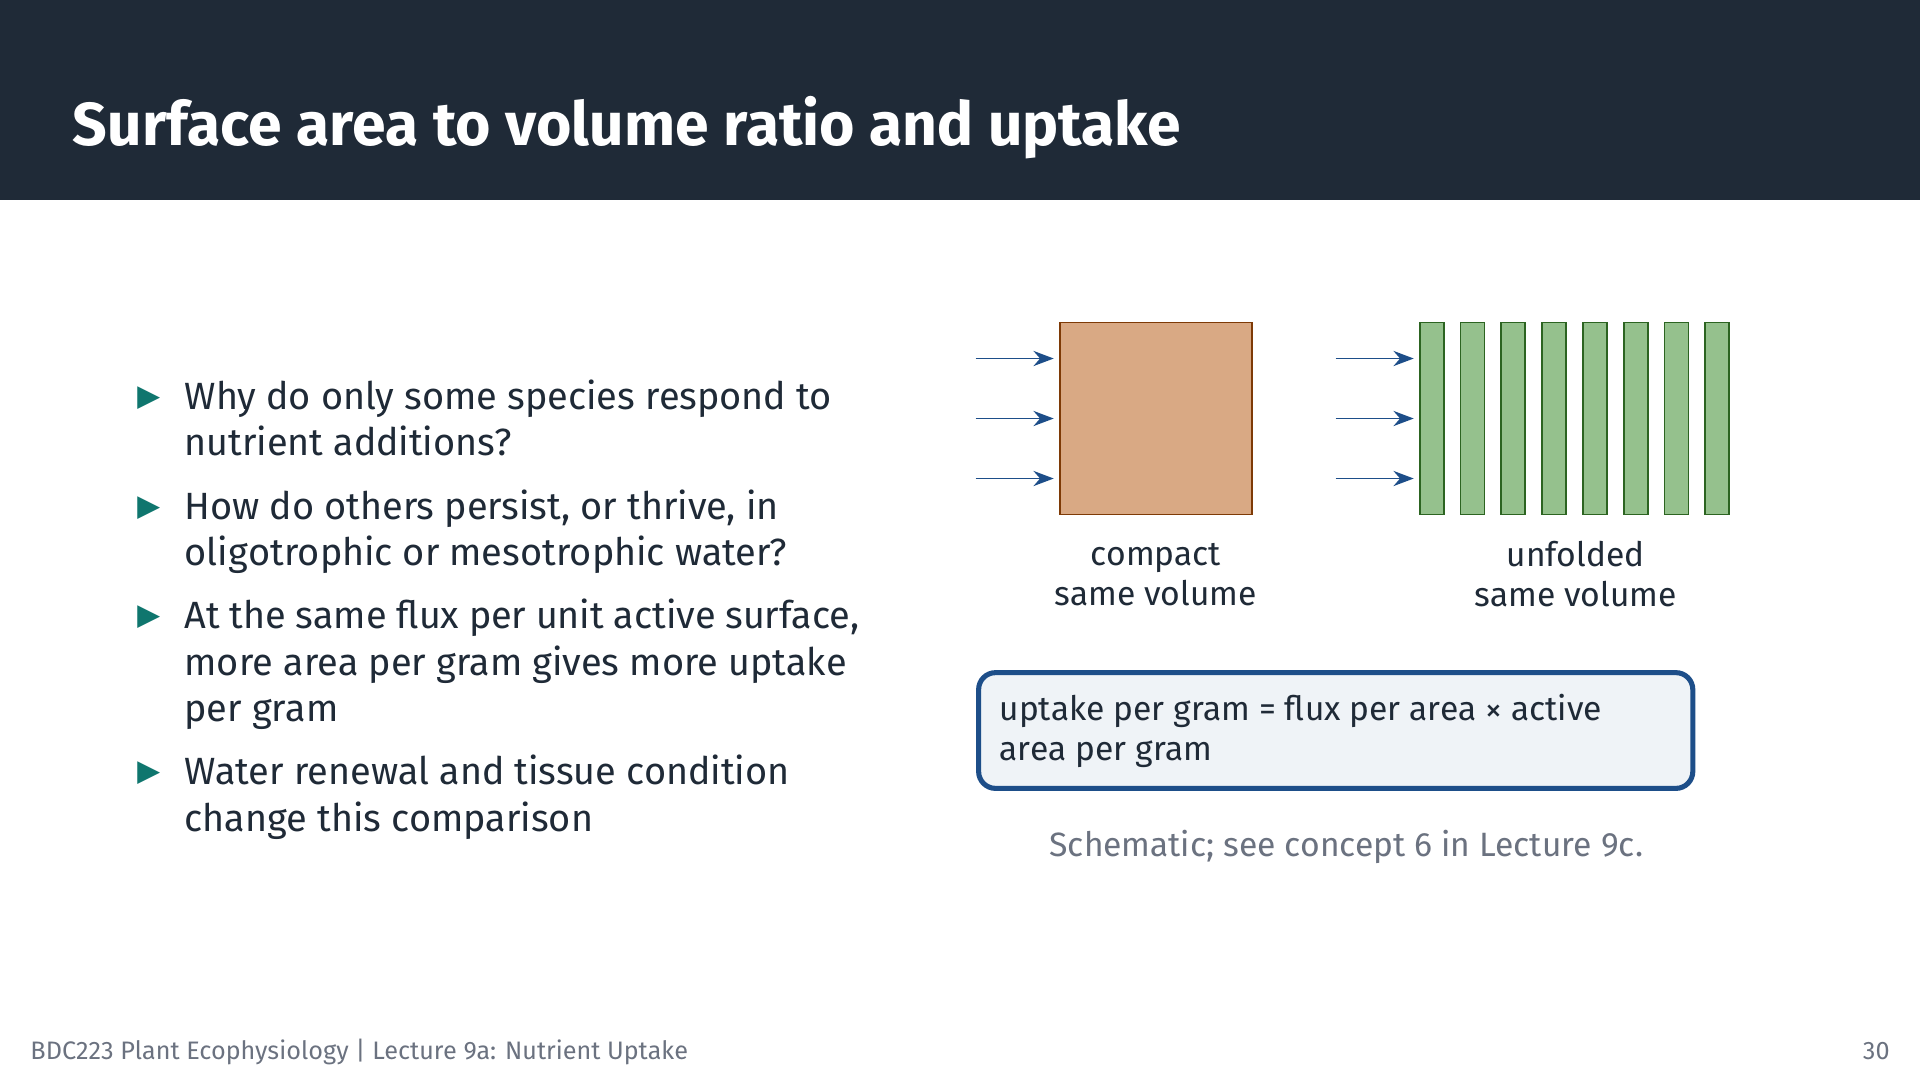 Surface area to volume ratio and uptake
► Why do only some species respond to
nutrient additions?
► How do others persist, or thrive, in
oligotrophic or mesotrophic water?
► At the same flux per unit active surface,
more area per gram gives more uptake
per gram
► Water renewal and tissue condition
change this comparison
compact
same volume
unfolded
same volume
uptake per gram = flux per area × active
area per gram
Schematic; see concept 6 in Lecture 9c.
BDC223 Plant Ecophysiology | Lecture 9a: Nutrient Uptake
30